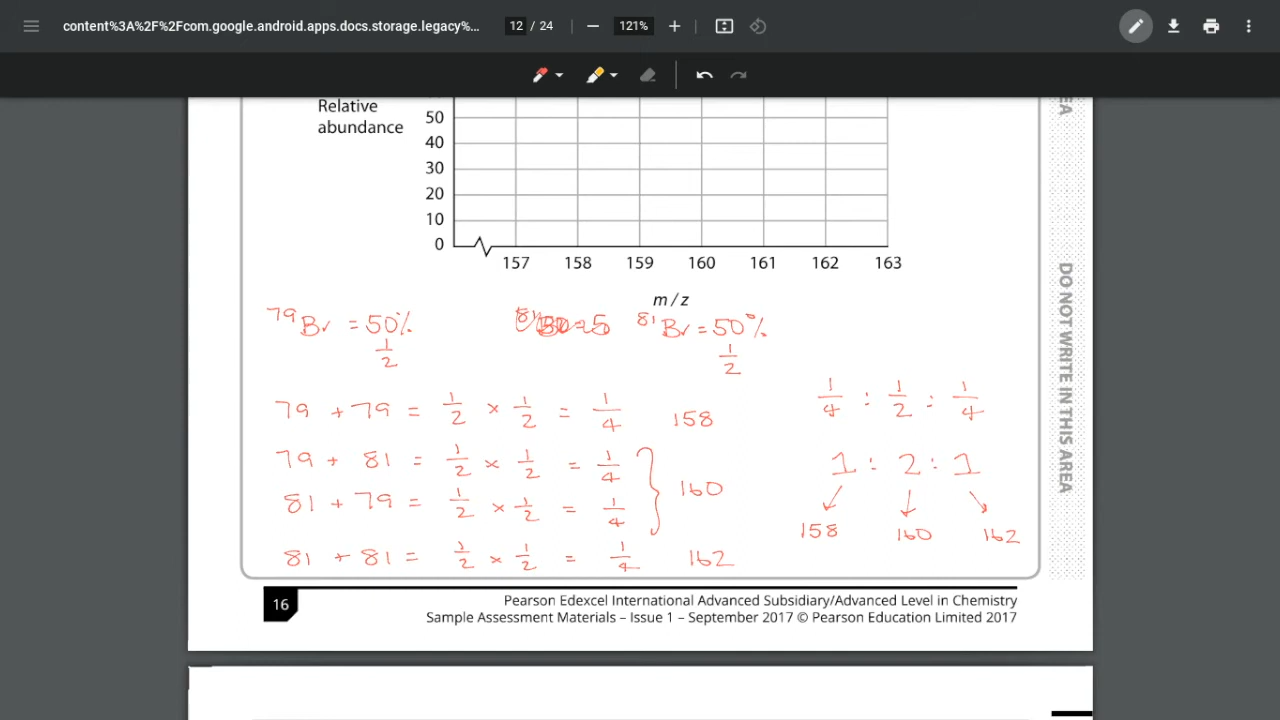 content%3A%2F%2Fcom.google.android.apps.docs.storage.legacy%...
12 / 24
121%
Relative
abundance
50
40
30
20
10
0
157 158 159 160 161 162 163
m / z
⁷⁹Br = 50%
1/2
⁸¹Br = 50%
1/2
79 + 79 = 1/2 × 1/2 = 1/4 158
79 + 81 = 1/2 × 1/2 = 1/4
81 + 79 = 1/2 × 1/2 = 1/4
} 160
81 + 81 = 1/2 × 1/2 = 1/4 162
1/4 : 1/2 : 1/4
1 : 2 : 1
158 160 162
16
Pearson Edexcel International Advanced Subsidiary/Advanced Level in Chemistry
Sample Assessment Materials – Issue 1 – September 2017 © Pearson Education Limited 2017
EA
DO NOT WRITE IN THIS AREA